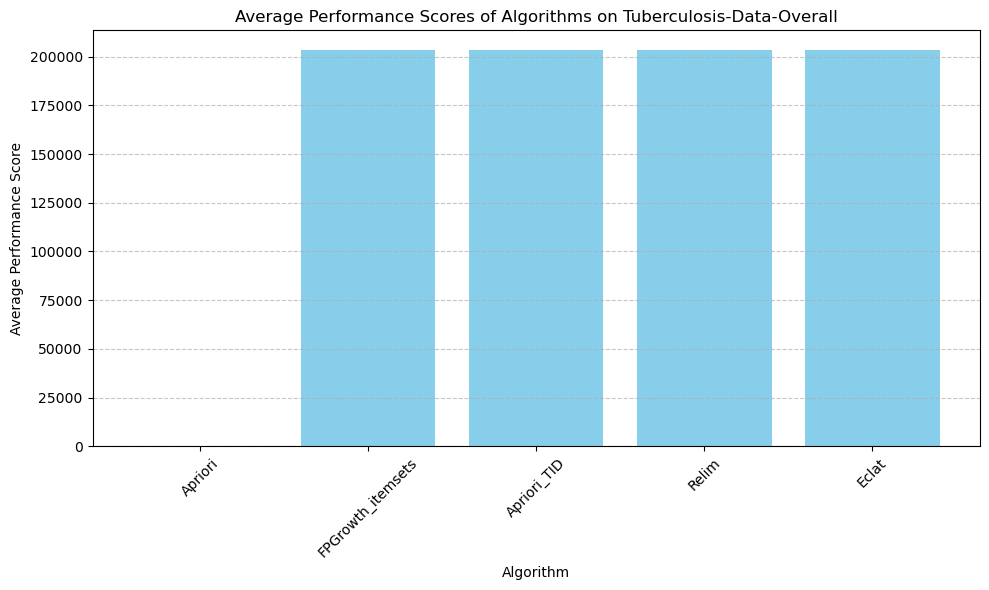 Average Performance Scores of Algorithms on Tuberculosis-Data-Overall
Average Performance Score
200000
175000
150000
125000
100000
75000
50000
25000
0
Apriori
FPGrowth_itemsets
Apriori_TID
Relim
Eclat
Algorithm